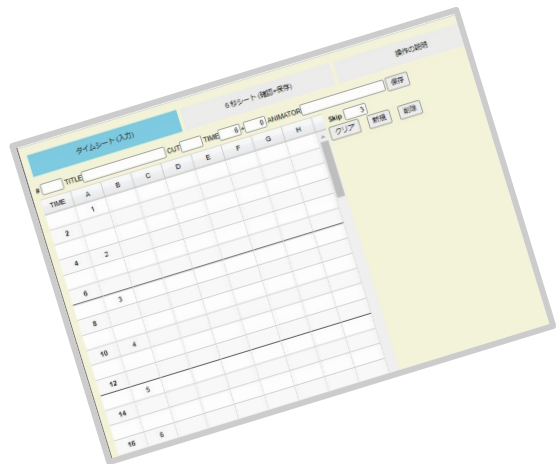 タイムシート(入力)
6 秒シート(確認・保存)
操作の説明
# TITLE CUT TIME 6 + 0 ANIMATOR 保存
TIME A B C D E F G H Skip 3
クリア 新規 削除
1
2
4 2
6
3
8
10 4
12
5
14
16 6